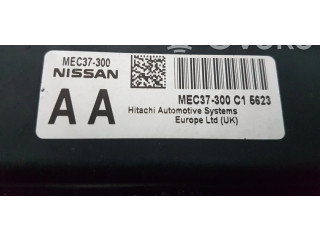 MEC37-300
NISSAN
AA
MEC37-300 C1 5623
Hitachi Automotive Systems
Europe Ltd (UK)